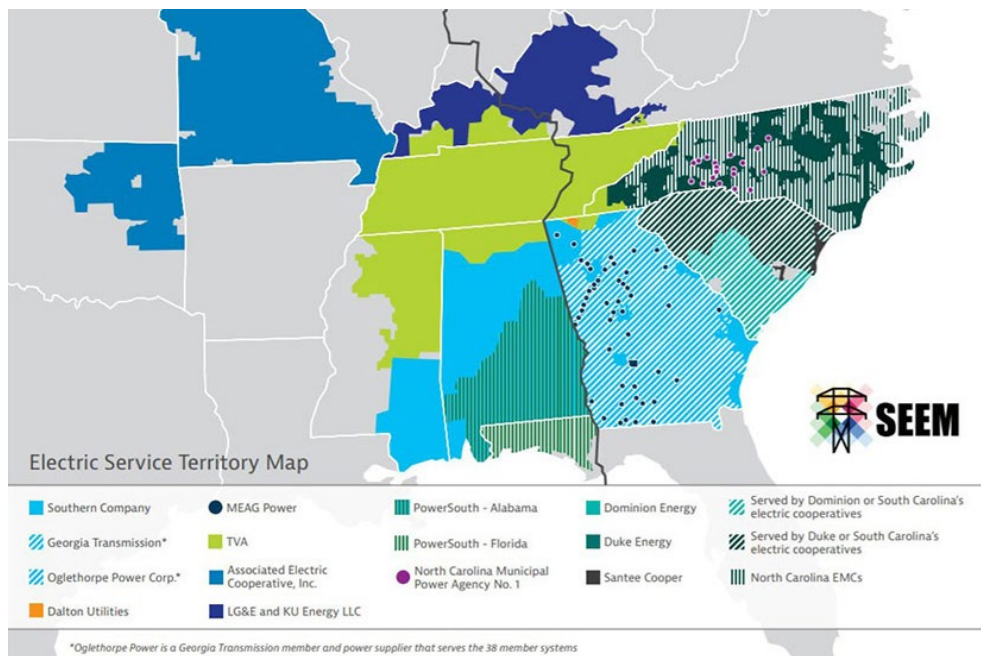 SEEM
Electric Service Territory Map
Southern Company
Georgia Transmission*
Oglethorpe Power Corp.*
Dalton Utilities
MEAG Power
TVA
Associated Electric
Cooperative, Inc.
LG&E and KU Energy LLC
PowerSouth - Alabama
PowerSouth - Florida
North Carolina Municipal
Power Agency No. 1
Dominion Energy
Duke Energy
Santee Cooper
Served by Dominion or South Carolina's
electric cooperatives
Served by Duke or South Carolina's
electric cooperatives
North Carolina EMCs
*Oglethorpe Power is a Georgia Transmission member and power supplier that serves the 38 member systems